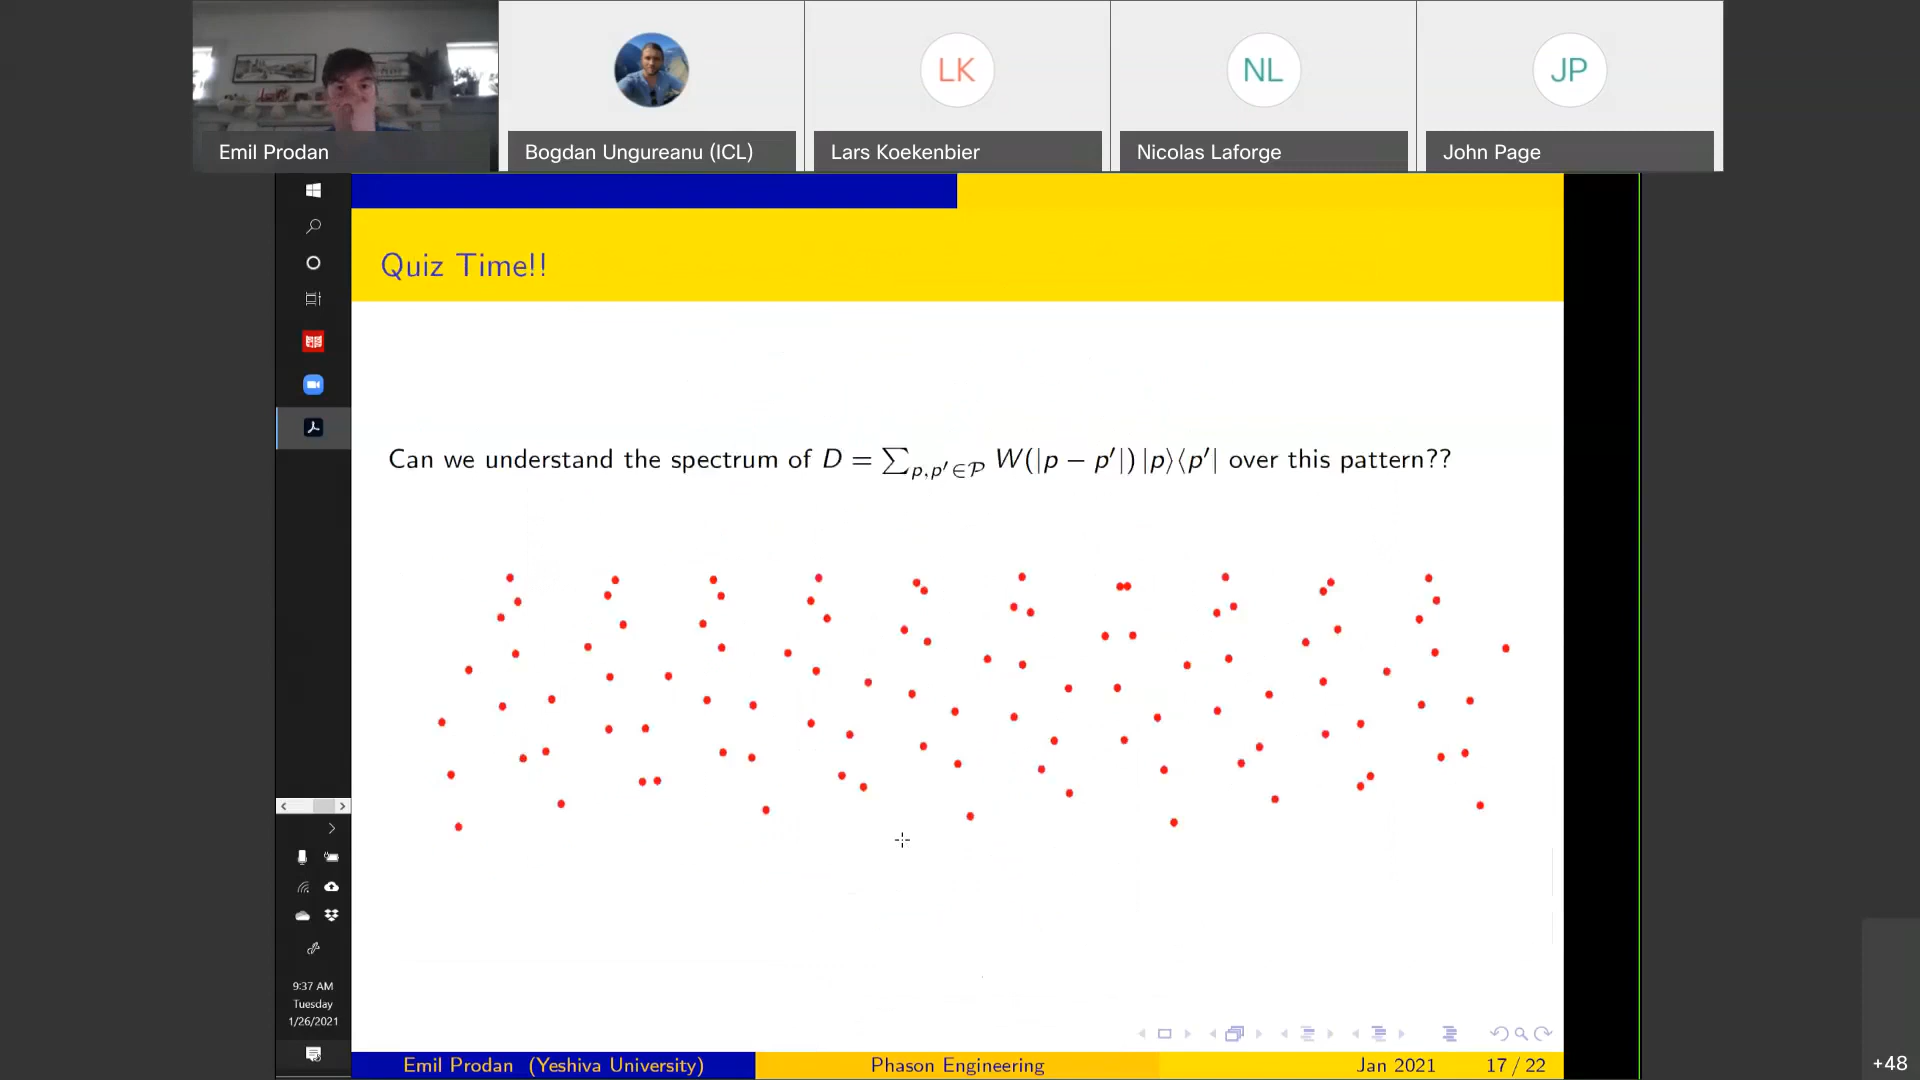 LK
NL
JP
Emil Prodan
Bogdan Ungureanu (ICL)
Lars Koekenbier
Nicolas Laforge
John Page
Quiz Time!!
Can we understand the spectrum of D = ∑p,p′∈𝒫 W(|p − p′|) |p⟩⟨p′| over this pattern??
9:37 AM
Tuesday
1/26/2021
Emil Prodan (Yeshiva University)
Phason Engineering
Jan 2021
17 / 22
+48